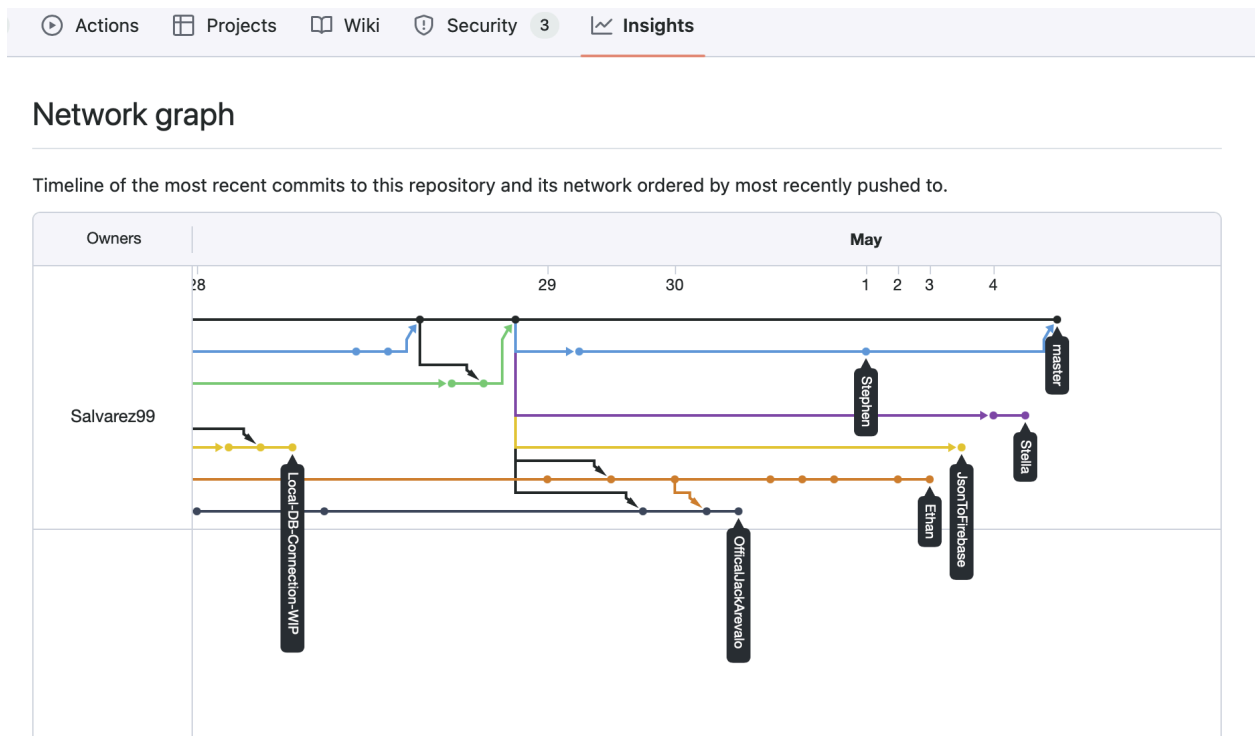 Actions Projects Wiki Security 3 Insights
Network graph
Timeline of the most recent commits to this repository and its network ordered by most recently pushed to.
Owners May
28 29 30 1 2 3 4
Salvarez99
master
Stephen
Stella
Local-DB-Connection-WIP
JsonToFirebase
Ethan
OfficalJackArevalo